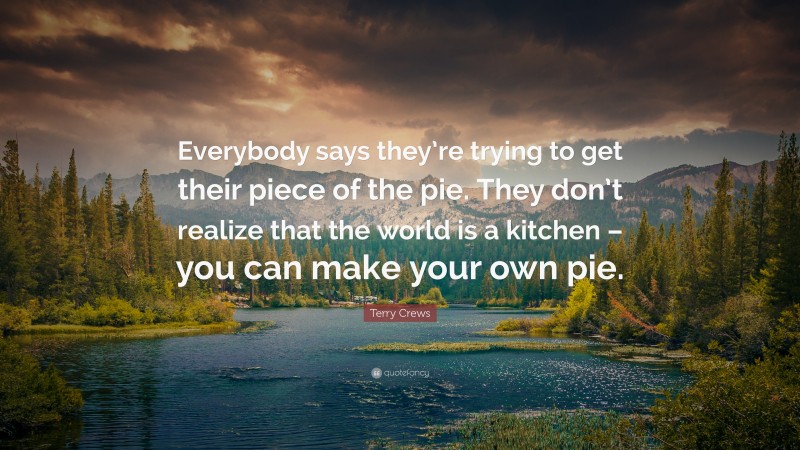 Everybody says they’re trying to get
their piece of the pie. They don’t
realize that the world is a kitchen –
you can make your own pie.
Terry Crews
quotefancy